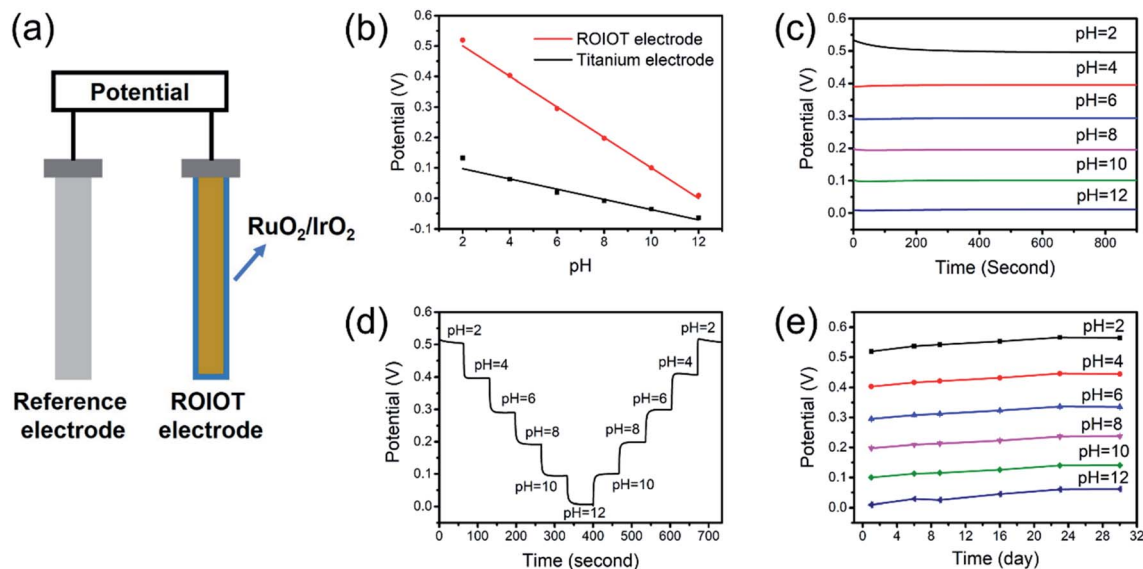 (a)
Potential
RuO₂/IrO₂
Reference
electrode
ROIOT
electrode
(b)
Potential (V)
0.6
0.5
0.4
0.3
0.2
0.1
0.0
-0.1
ROIOT electrode
Titanium electrode
2 4 6 8 10 12
pH
(c)
Potential (V)
0.6
0.5
0.4
0.3
0.2
0.1
0.0
pH=2
pH=4
pH=6
pH=8
pH=10
pH=12
0 200 400 600 800
Time (Second)
(d)
Potential (V)
0.6
0.5
0.4
0.3
0.2
0.1
0.0
pH=2 pH=2
pH=4 pH=4
pH=6 pH=6
pH=8 pH=8
pH=10 pH=10
pH=12
0 100 200 300 400 500 600 700
Time (second)
(e)
Potential (V)
0.6
0.5
0.4
0.3
0.2
0.1
0.0
pH=2
pH=4
pH=6
pH=8
pH=10
pH=12
0 4 8 12 16 20 24 28 32
Time (day)